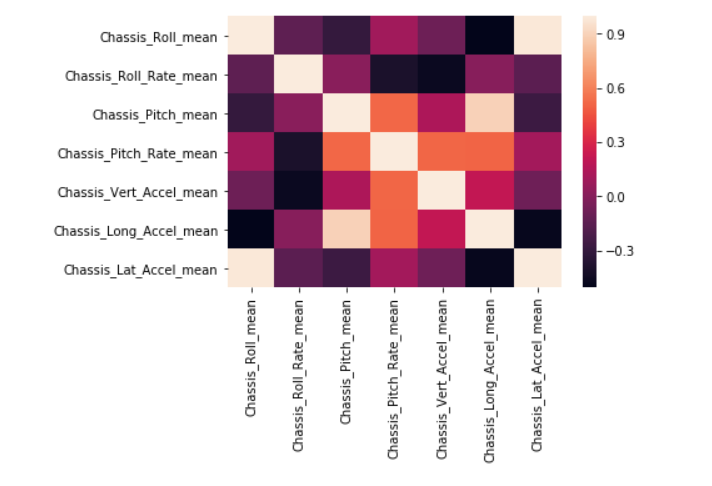 Chassis_Roll_mean
Chassis_Roll_Rate_mean
Chassis_Pitch_mean
Chassis_Pitch_Rate_mean
Chassis_Vert_Accel_mean
Chassis_Long_Accel_mean
Chassis_Lat_Accel_mean
Chassis_Roll_mean
Chassis_Roll_Rate_mean
Chassis_Pitch_mean
Chassis_Pitch_Rate_mean
Chassis_Vert_Accel_mean
Chassis_Long_Accel_mean
Chassis_Lat_Accel_mean
0.9
0.6
0.3
0.0
−0.3